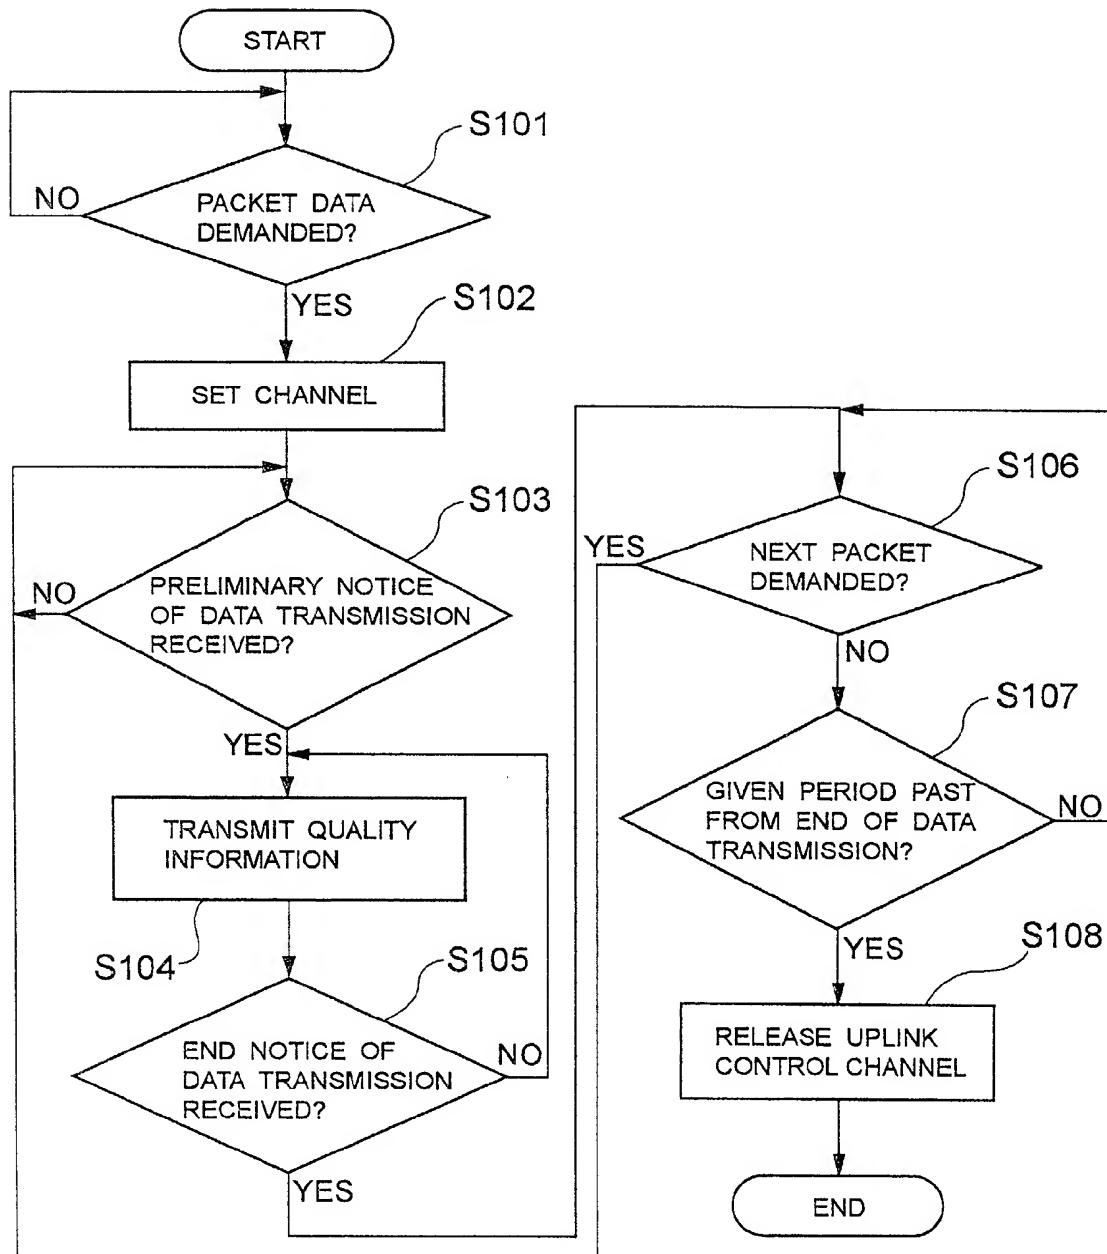 START
S101
NO
PACKET DATA
DEMANDED?
YES
S102
SET CHANNEL
S103
NO
PRELIMINARY NOTICE
OF DATA TRANSMISSION
RECEIVED?
YES
TRANSMIT QUALITY
INFORMATION
S104
S105
END NOTICE OF
DATA TRANSMISSION
RECEIVED?
NO
YES
S106
YES
NEXT PACKET
DEMANDED?
NO
S107
GIVEN PERIOD PAST
FROM END OF DATA
TRANSMISSION?
NO
YES
S108
RELEASE UPLINK
CONTROL CHANNEL
END